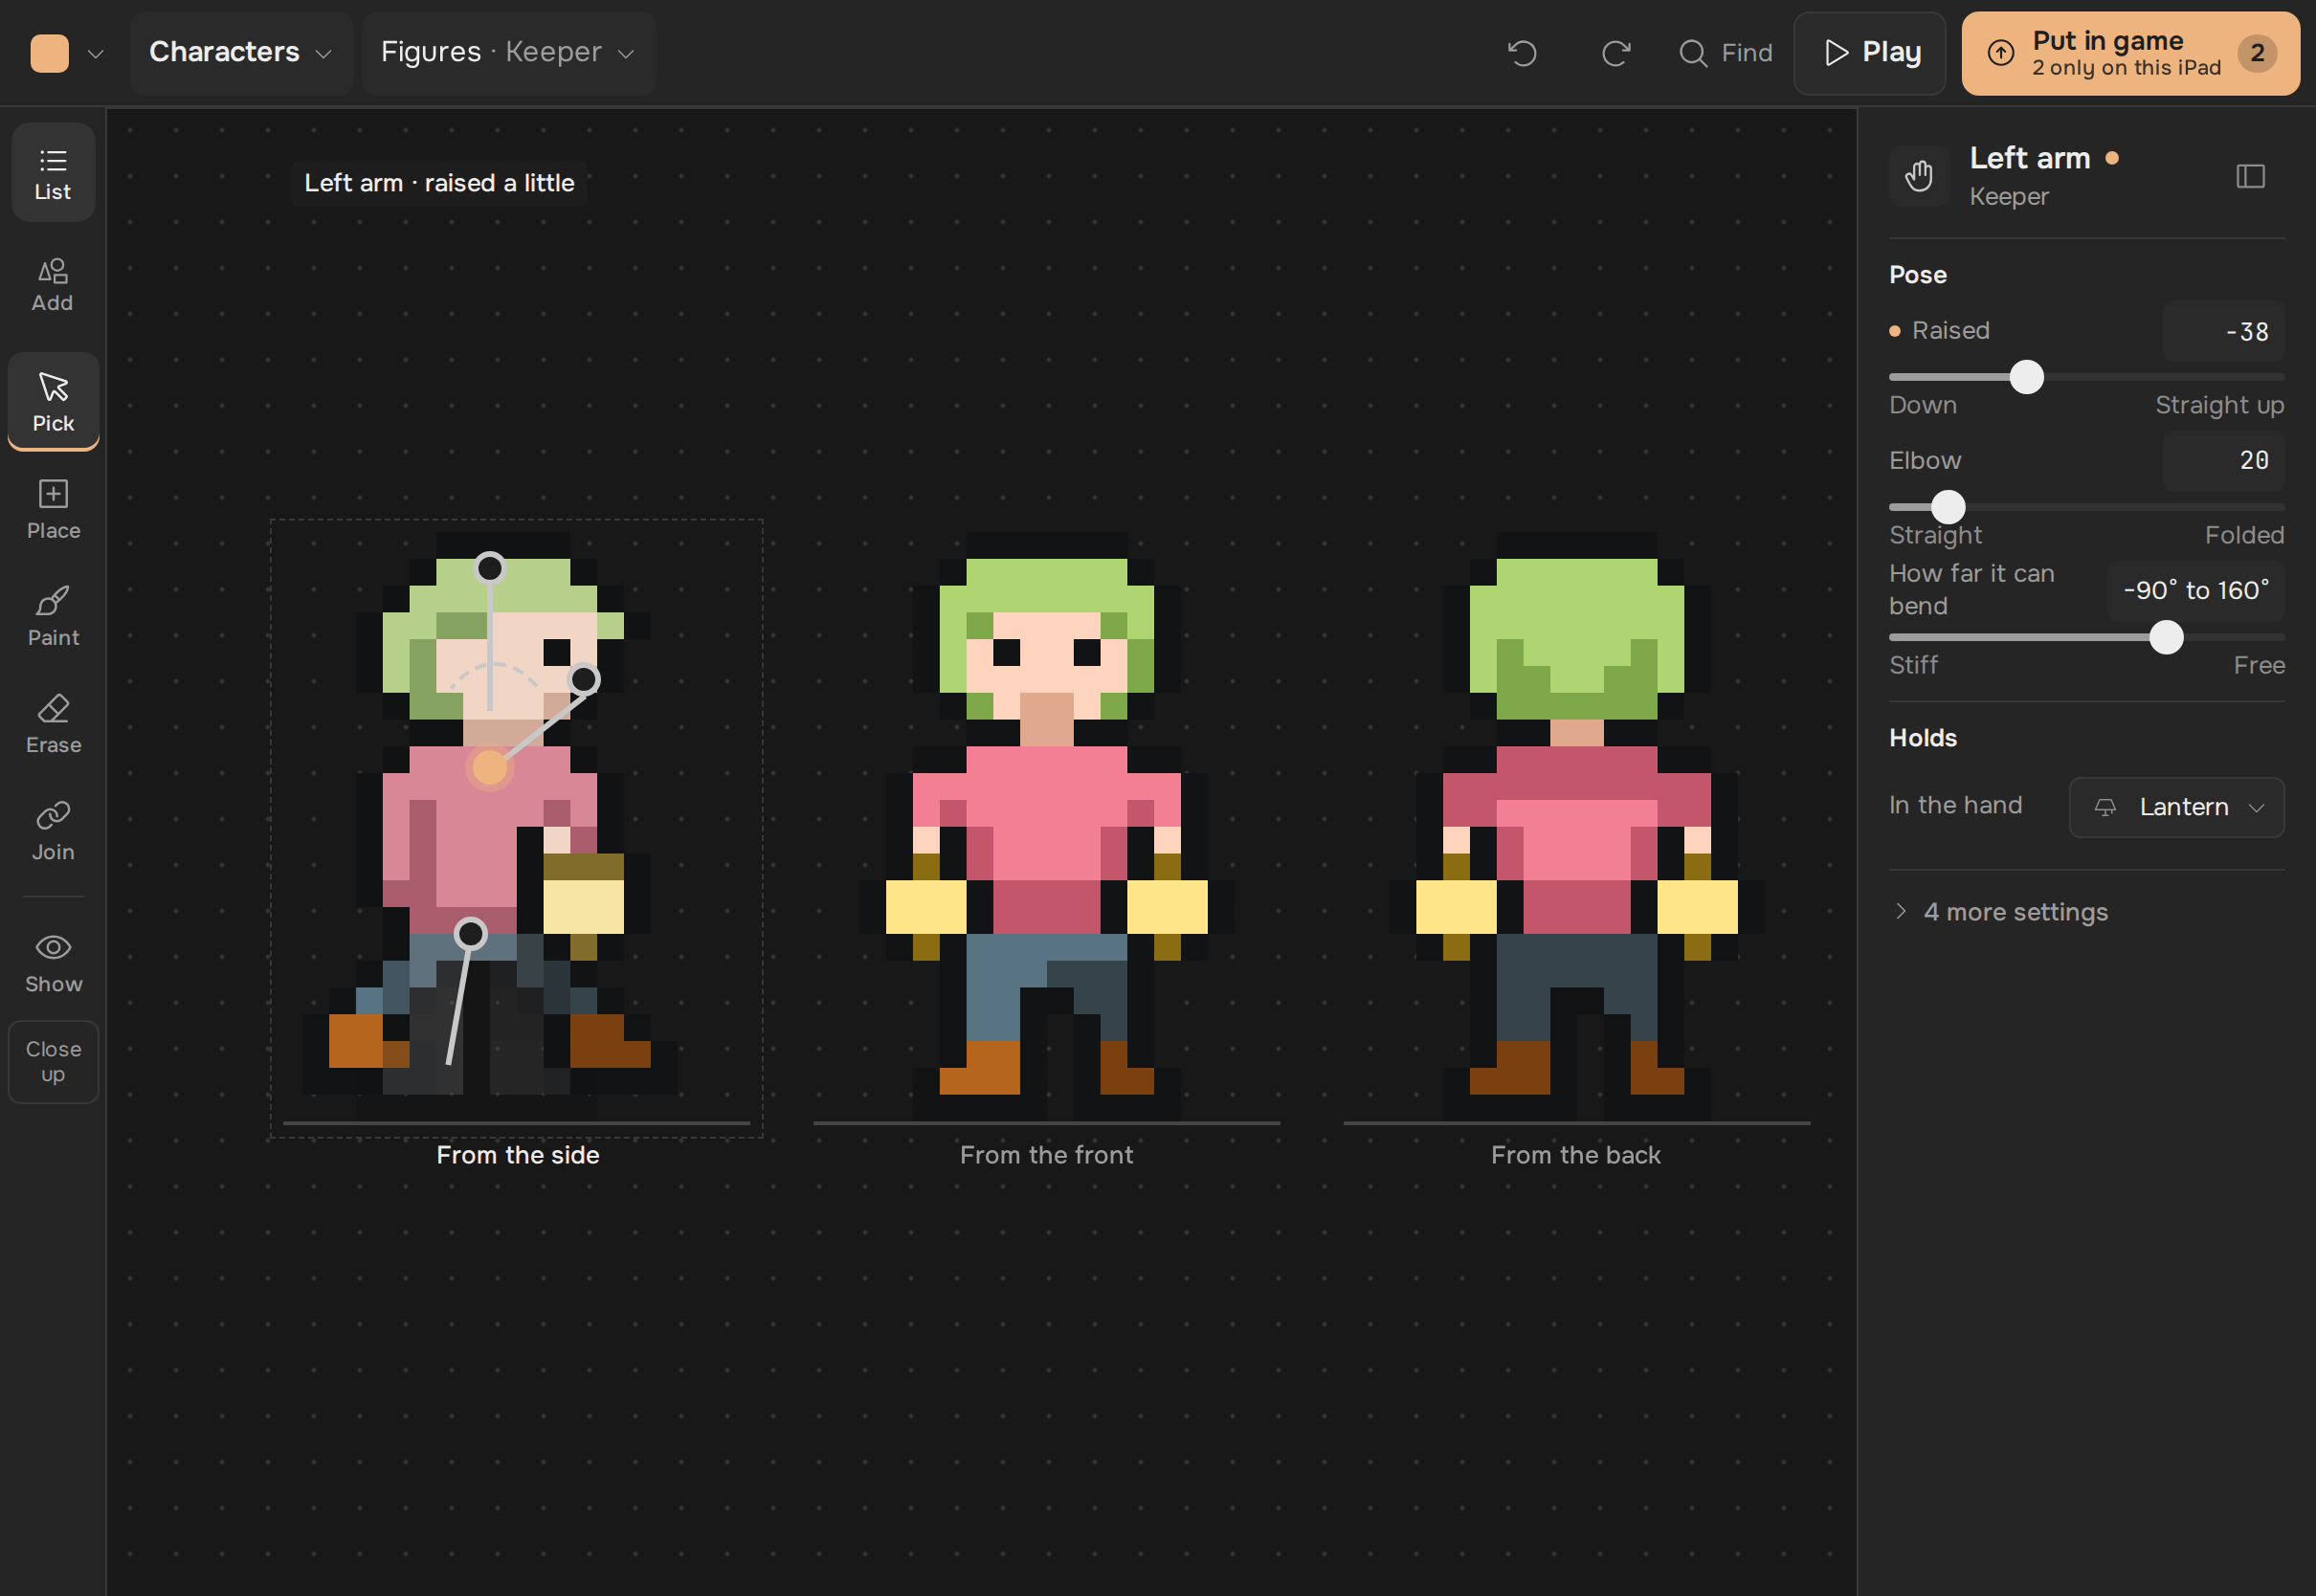 Characters
Figures · Keeper
Find
Play
Put in game
2 only on this iPad
2
List
Add
Pick
Place
Paint
Erase
Join
Show
Close
up
Left arm · raised a little
From the side
From the front
From the back
Left arm
Keeper
Pose
Raised
-38
Down
Straight up
Elbow
20
Straight
Folded
How far it can
bend
-90° to 160°
Stiff
Free
Holds
In the hand
Lantern
4 more settings